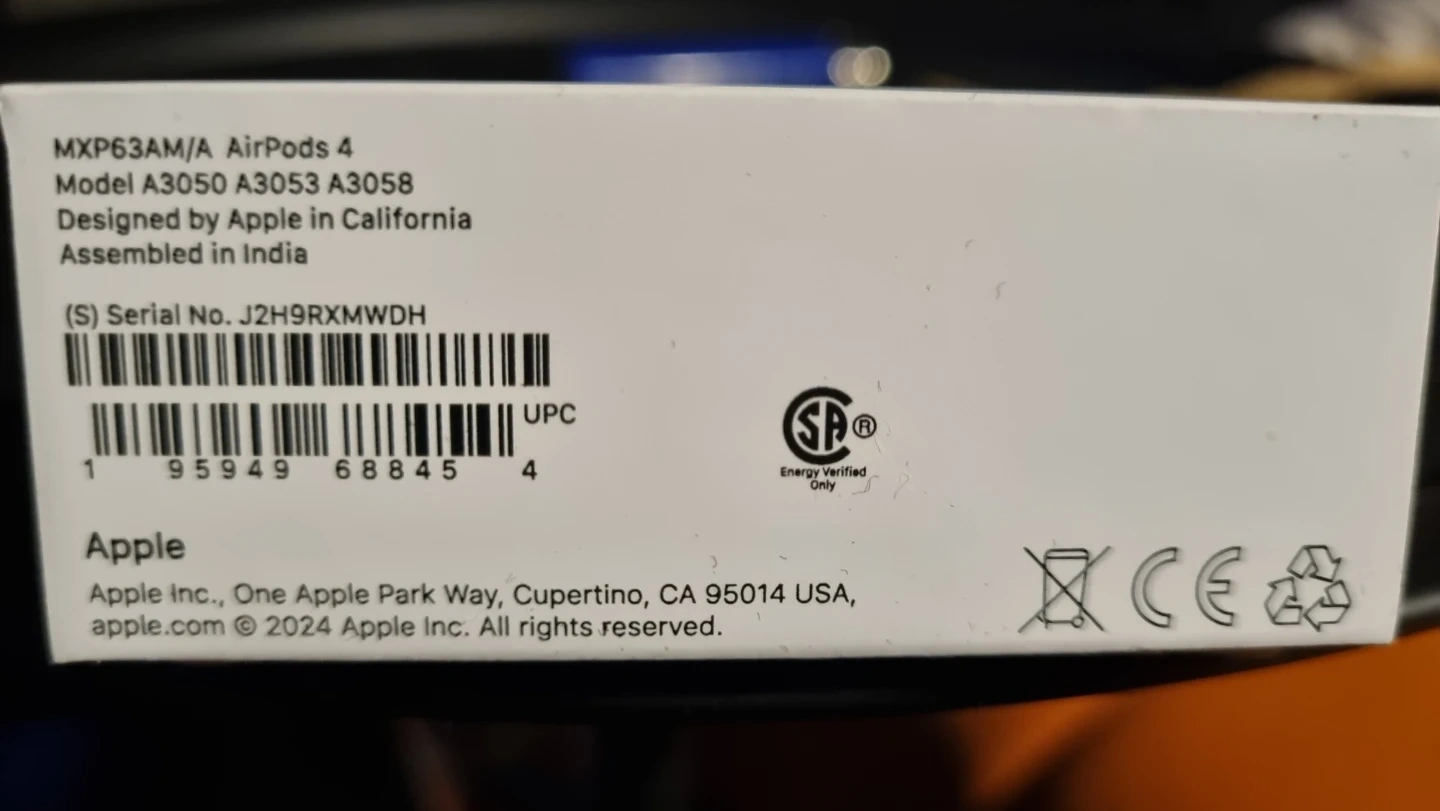 MXP63AM/A AirPods 4
Model A3050 A3053 A3058
Designed by Apple in California
Assembled in India
(S) Serial No. J2H9RXMWDH
UPC
1 95949 68845 4
SA ®
Energy Verified
Only
Apple
Apple Inc., One Apple Park Way, Cupertino, CA 95014 USA,
apple.com © 2024 Apple Inc. All rights reserved.
CE